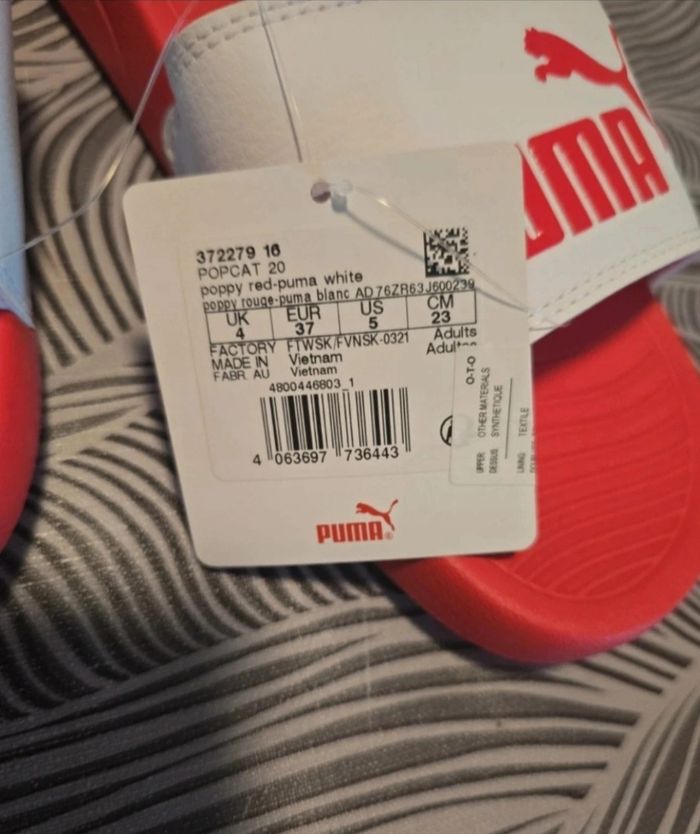 PUMA
372279 16
POPCAT 20
poppy red-puma white
poppy rouge-puma blanc AD76ZR63J600239
UK EUR US CM
4 37 5 23
FACTORY FTWSK/FVNSK-0321 Adults
MADE IN Vietnam
FABR. AU Vietnam
4800446803_1
4 063697 736443
O-T-O
UPPER OTHER MATERIALS
DESSUS SYNTHETIQUE
LINING TEXTILE
PUMA®